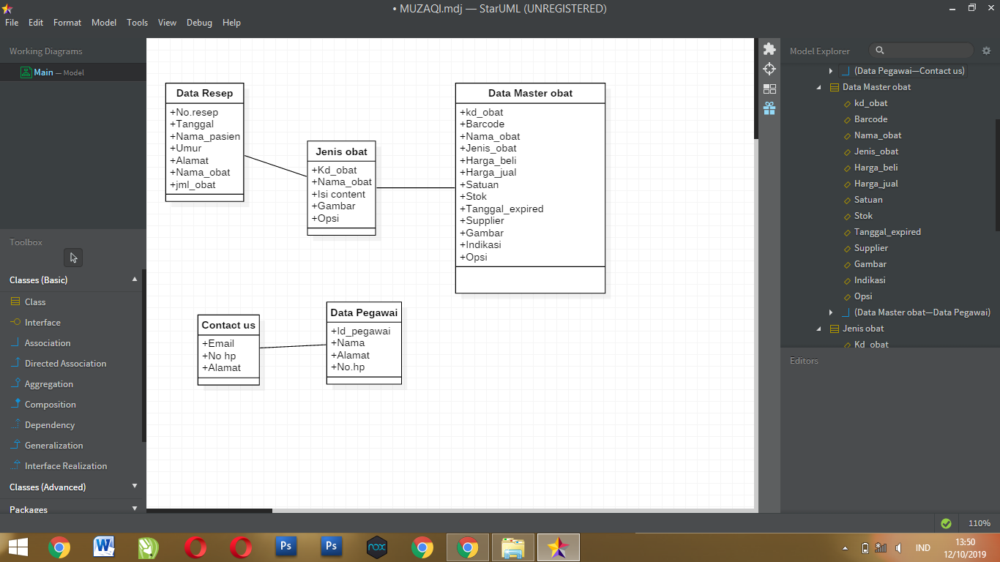 • MUZAQI.mdj — StarUML (UNREGISTERED)
File Edit Format Model Tools View Debug Help
Working Diagrams
Main — Model
Toolbox
Classes (Basic)
Class
Interface
Association
Directed Association
Aggregation
Composition
Dependency
Generalization
Interface Realization
Classes (Advanced)
Packages
Data Resep
+No.resep
+Tanggal
+Nama_pasien
+Umur
+Alamat
+Nama_obat
+jml_obat
Jenis obat
+Kd_obat
+Nama_obat
+Isi content
+Gambar
+Opsi
Data Master obat
+kd_obat
+Barcode
+Nama_obat
+Jenis_obat
+Harga_beli
+Harga_jual
+Satuan
+Stok
+Tanggal_expired
+Supplier
+Gambar
+Indikasi
+Opsi
Contact us
+Email
+No hp
+Alamat
Data Pegawai
+Id_pegawai
+Nama
+Alamat
+No.hp
Model Explorer
(Data Pegawai—Contact us)
Data Master obat
kd_obat
Barcode
Nama_obat
Jenis_obat
Harga_beli
Harga_jual
Satuan
Stok
Tanggal_expired
Supplier
Gambar
Indikasi
Opsi
(Data Master obat—Data Pegawai)
Jenis obat
Kd_obat
Editors
110%
W
Ps
Ps
nox
IND
13:50
12/10/2019